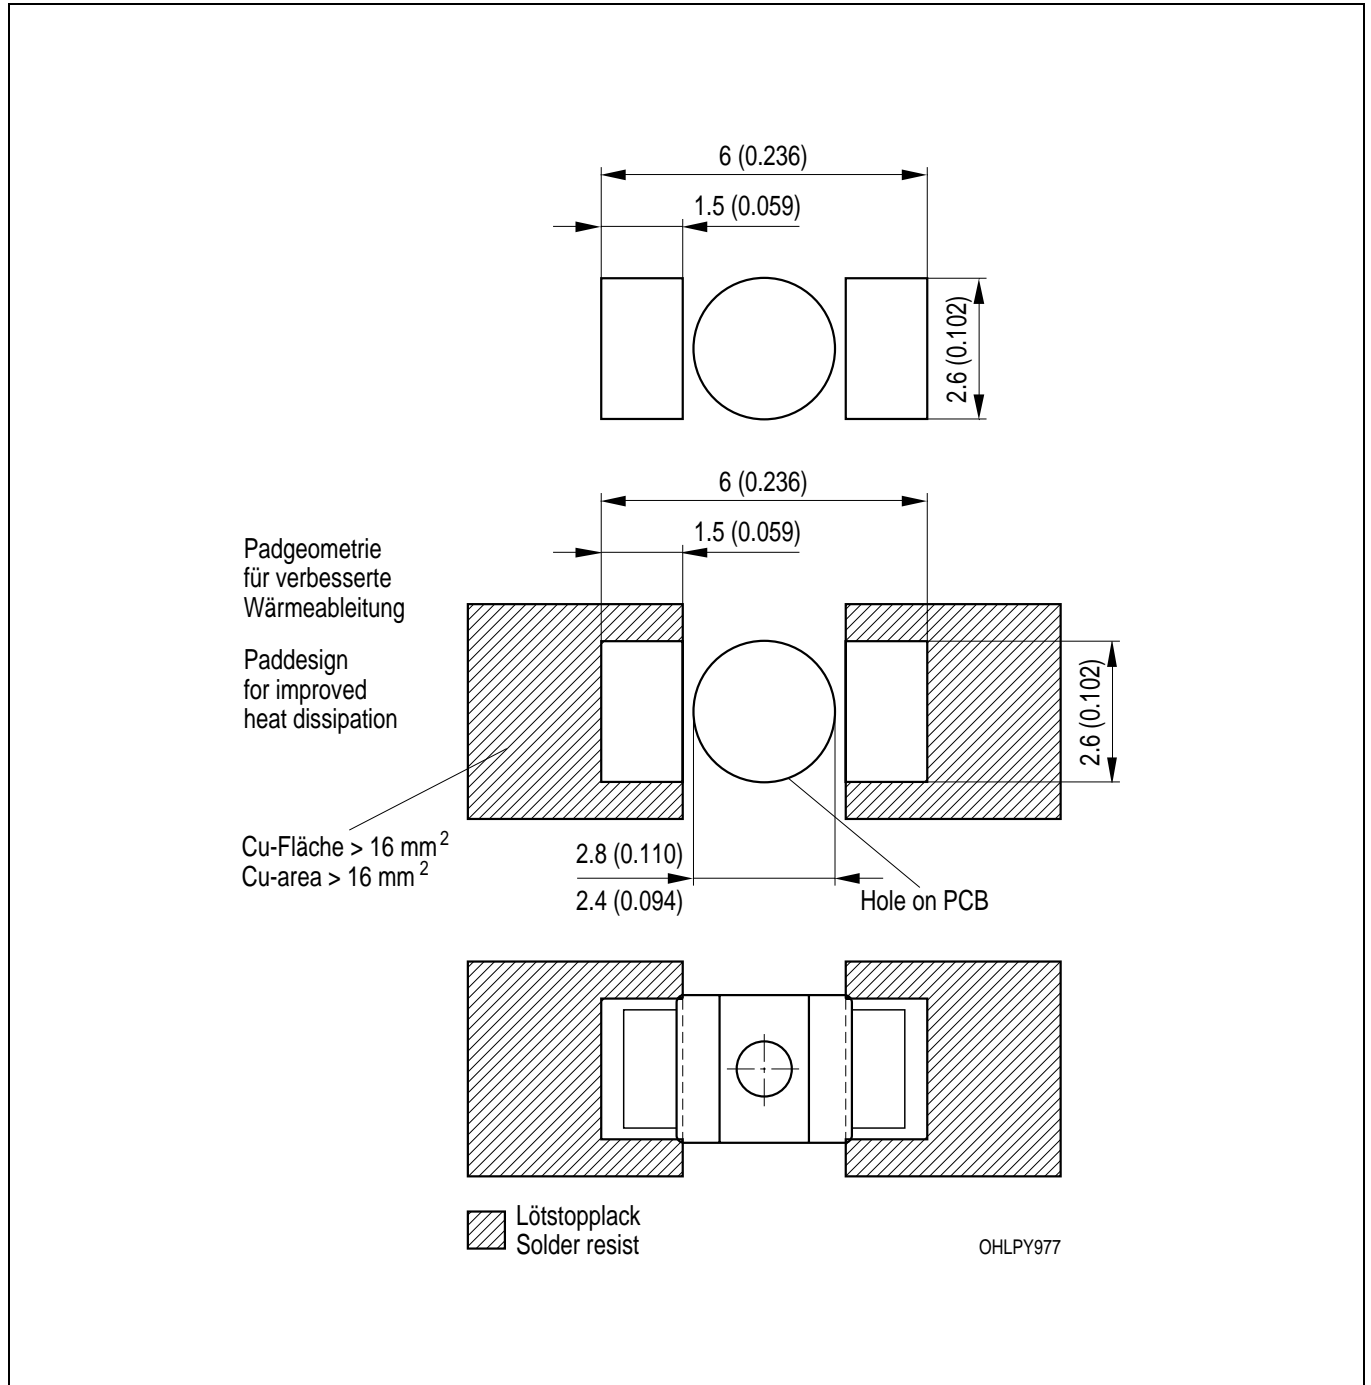 6 (0.236)
1.5 (0.059)
2.6 (0.102)
6 (0.236)
1.5 (0.059)
Padgeometrie
für verbesserte
Wärmeableitung
Paddesign
for improved
heat dissipation
2.6 (0.102)
Cu-Fläche > 16 mm²
Cu-area > 16 mm²
2.8 (0.110)
2.4 (0.094)
Hole on PCB
Lötstopplack
Solder resist
OHLPY977